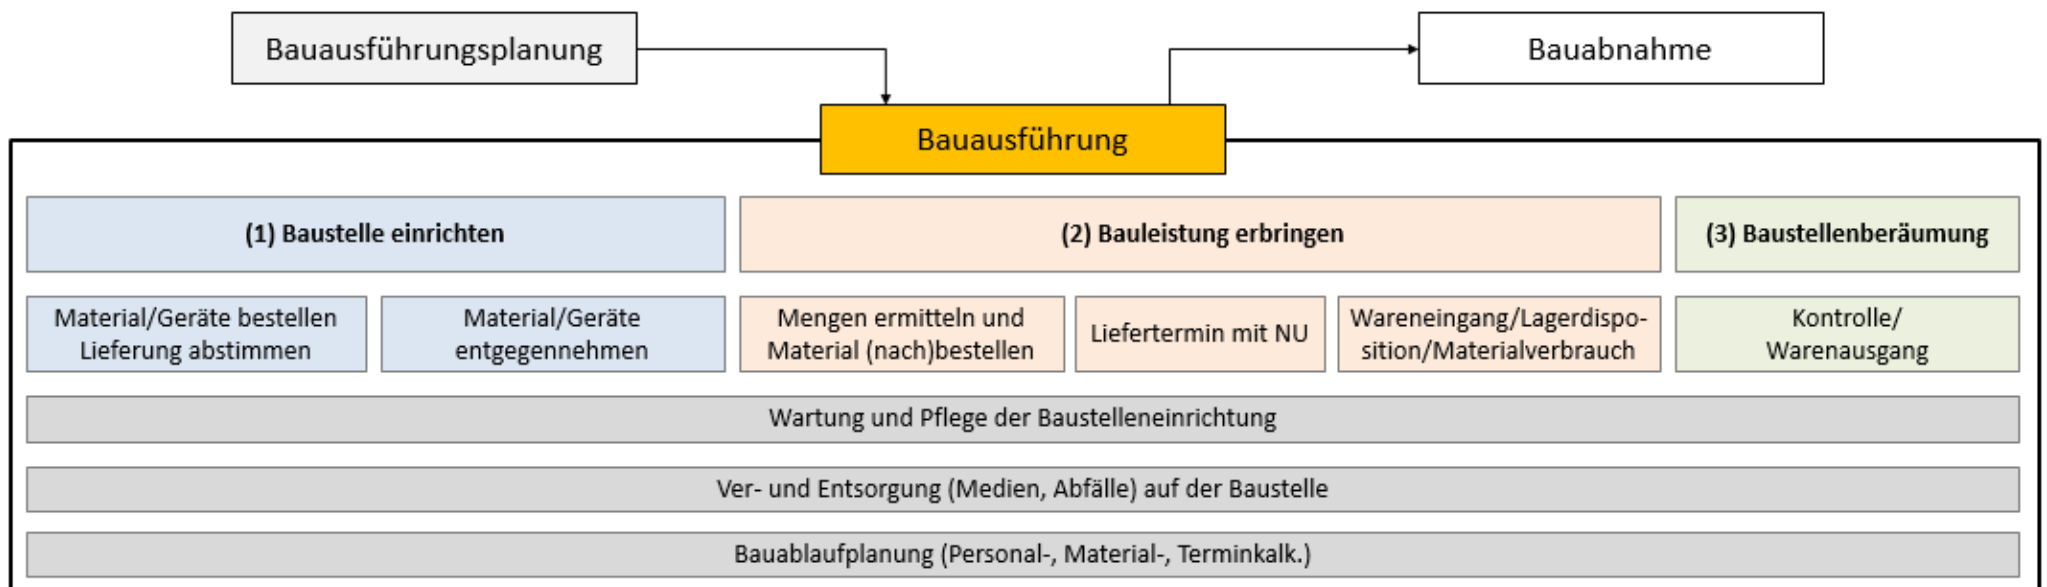 Bauausführungsplanung
Bauabnahme
Bauausführung
(1) Baustelle einrichten
(2) Bauleistung erbringen
(3) Baustellenberäumung
Material/Geräte bestellen
Lieferung abstimmen
Material/Geräte
entgegennehmen
Mengen ermitteln und
Material (nach)bestellen
Liefertermin mit NU
Wareneingang/Lagerdispo-
sition/Materialverbrauch
Kontrolle/
Warenausgang
Wartung und Pflege der Baustelleneinrichtung
Ver- und Entsorgung (Medien, Abfälle) auf der Baustelle
Bauablaufplanung (Personal-, Material-, Terminkalk.)